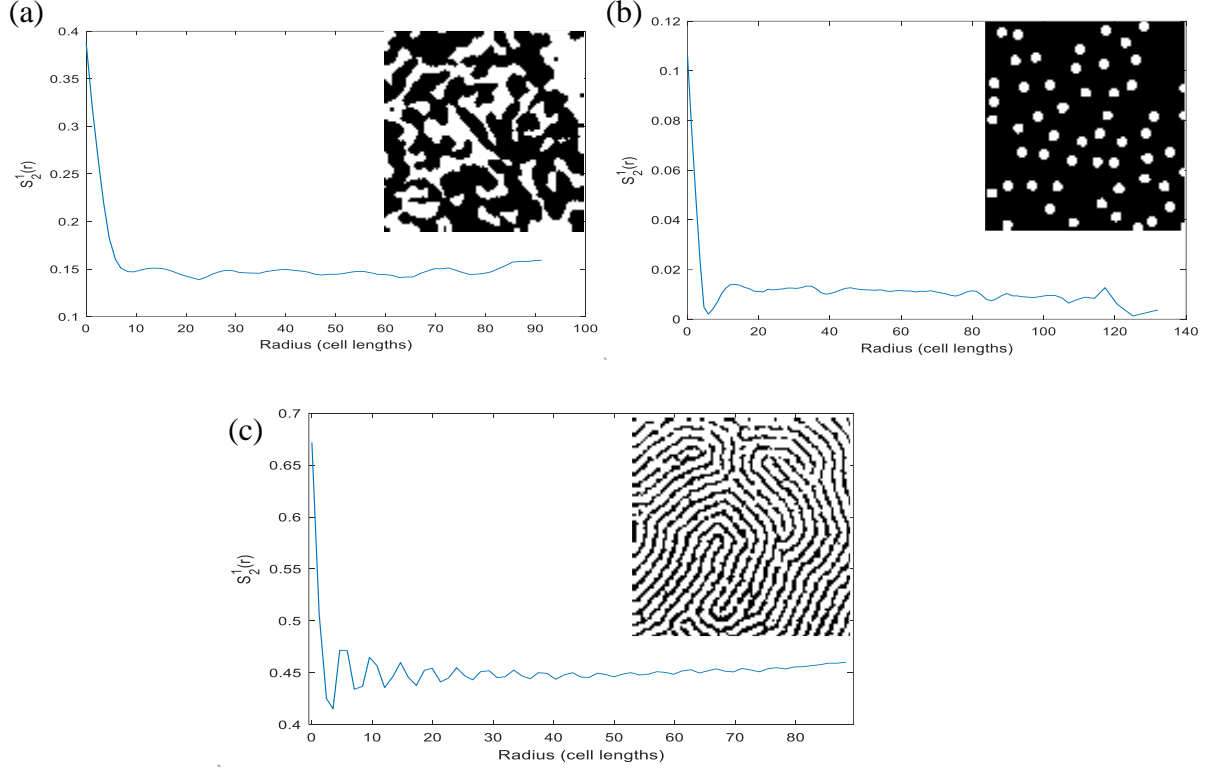 (a)
0.4
0.35
0.3
0.25
0.2
0.15
0.1
S₂¹(r)
0 10 20 30 40 50 60 70 80 90 100
Radius (cell lengths)
(b)
0.12
0.1
0.08
0.06
0.04
0.02
0
S₂¹(r)
0 20 40 60 80 100 120 140
Radius (cell lengths)
(c)
0.7
0.65
0.6
0.55
0.5
0.45
0.4
S₂¹(r)
0 10 20 30 40 50 60 70 80
Radius (cell lengths)